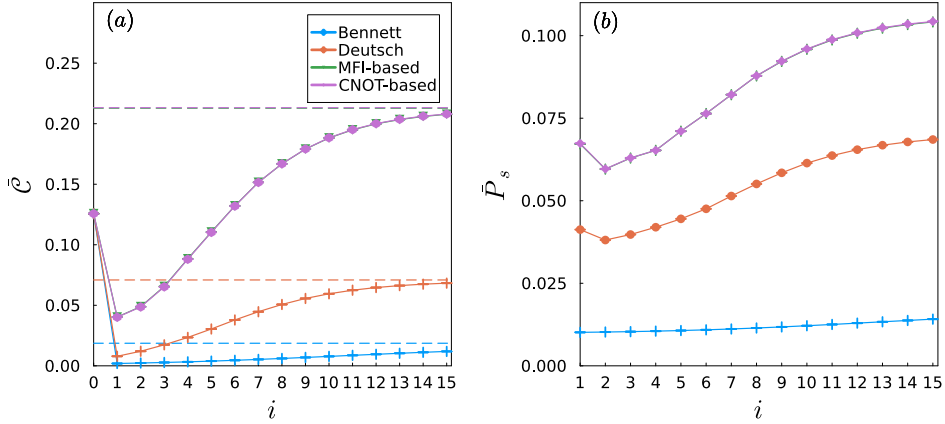 (a)
Bennett
Deutsch
MFI-based
CNOT-based
0.25
0.20
0.15
0.10
0.05
0.00
0 1 2 3 4 5 6 7 8 9 10 11 12 13 14 15
i
𝒞̄
(b)
0.100
0.075
0.050
0.025
0.000
1 2 3 4 5 6 7 8 9 10 11 12 13 14 15
i
P̄ₛ